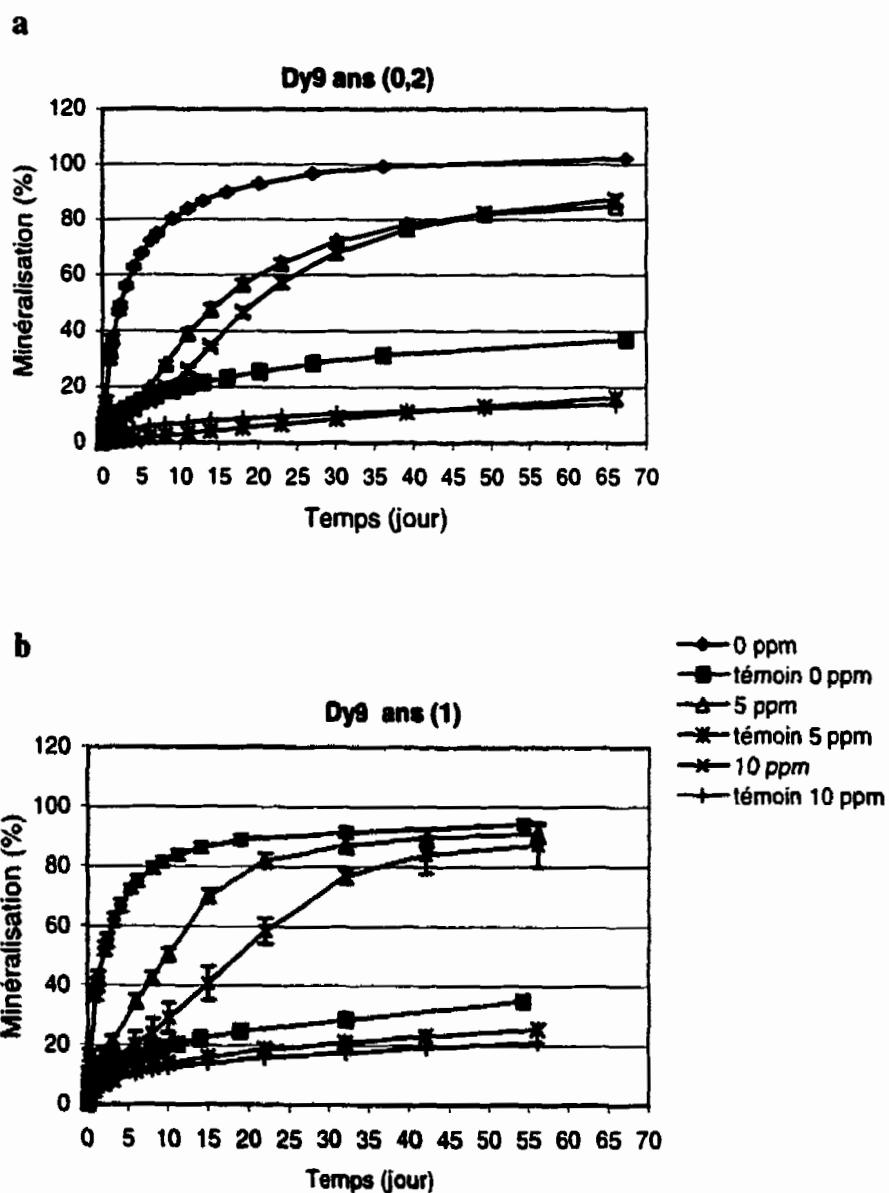 a
Dy9 ans (0,2)
Minéralisation (%)
120
100
80
60
40
20
0
0 5 10 15 20 25 30 35 40 45 50 55 60 65 70
Temps (jour)
b
0 ppm
témoin 0 ppm
5 ppm
témoin 5 ppm
10 ppm
témoin 10 ppm
Dy9 ans (1)
Minéralisation (%)
120
100
80
60
40
20
0
0 5 10 15 20 25 30 35 40 45 50 55 60 65 70
Temps (jour)